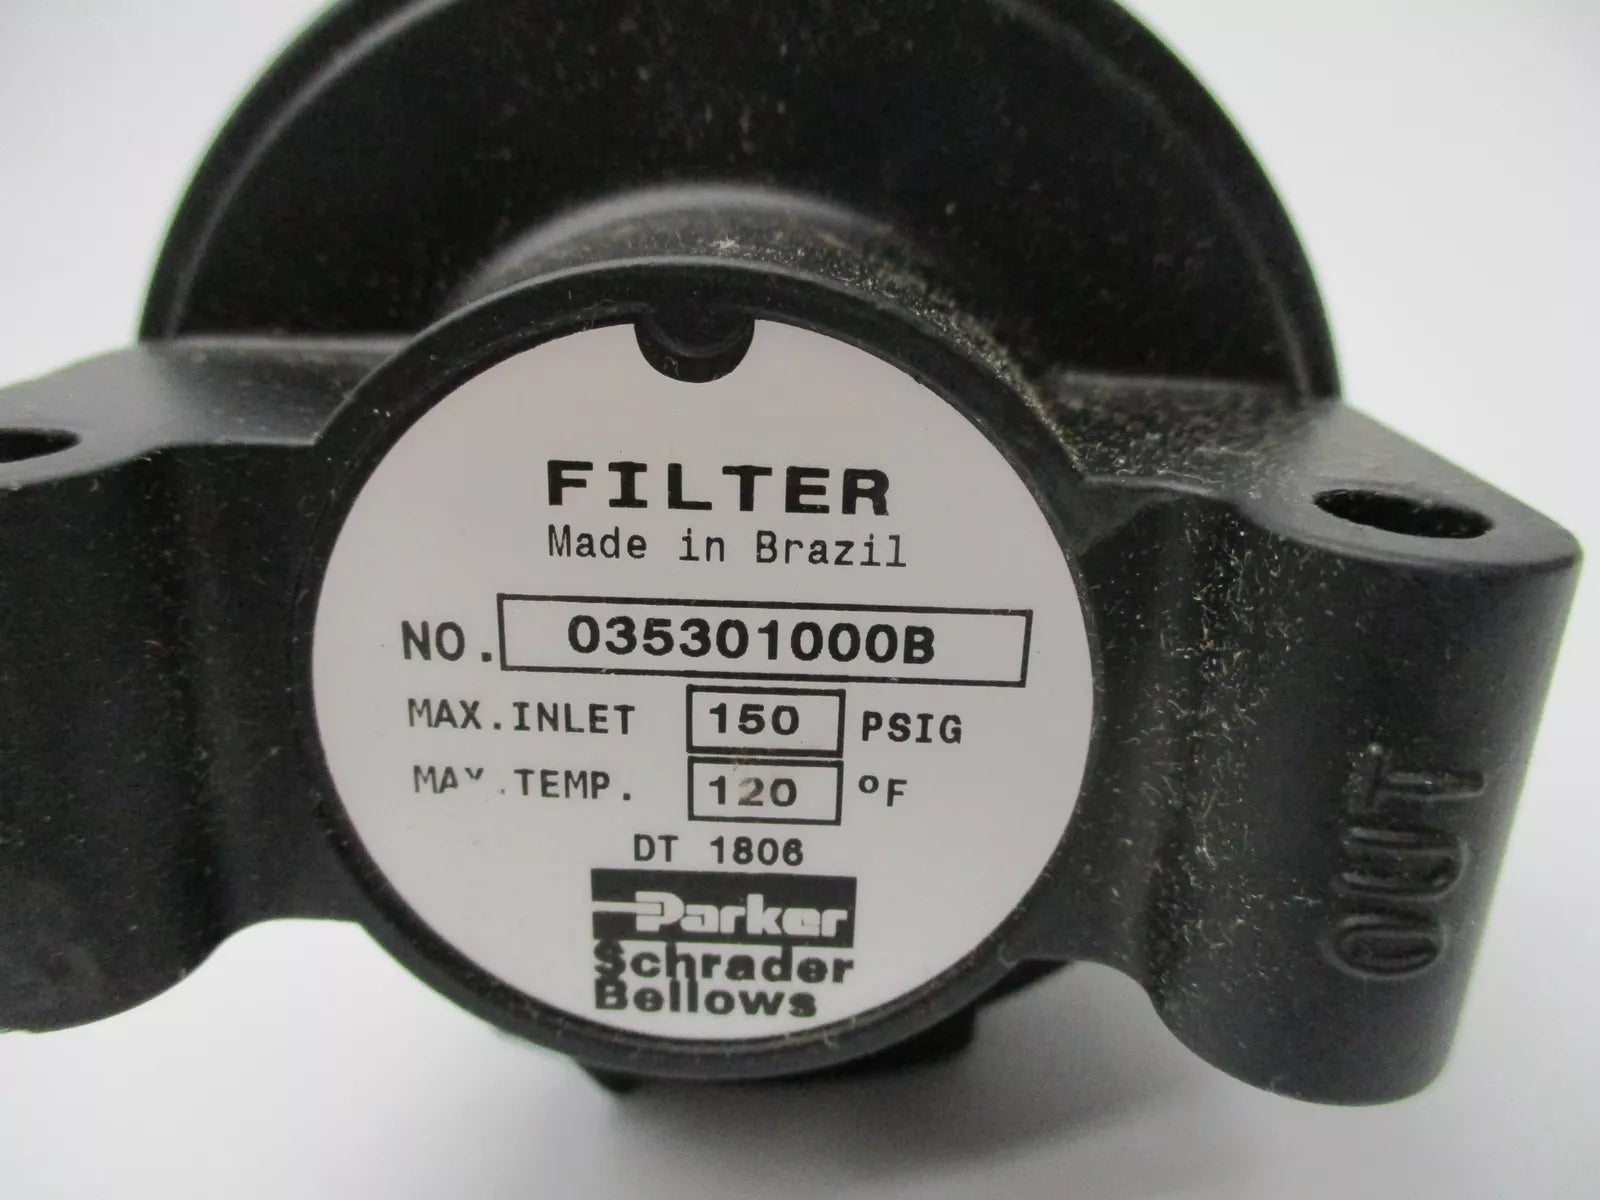 FILTER
Made in Brazil
NO. 035301000B
MAX. INLET 150 PSIG
MAX. TEMP. 120 °F
DT 1806
Parker
Schrader
Bellows
OUT